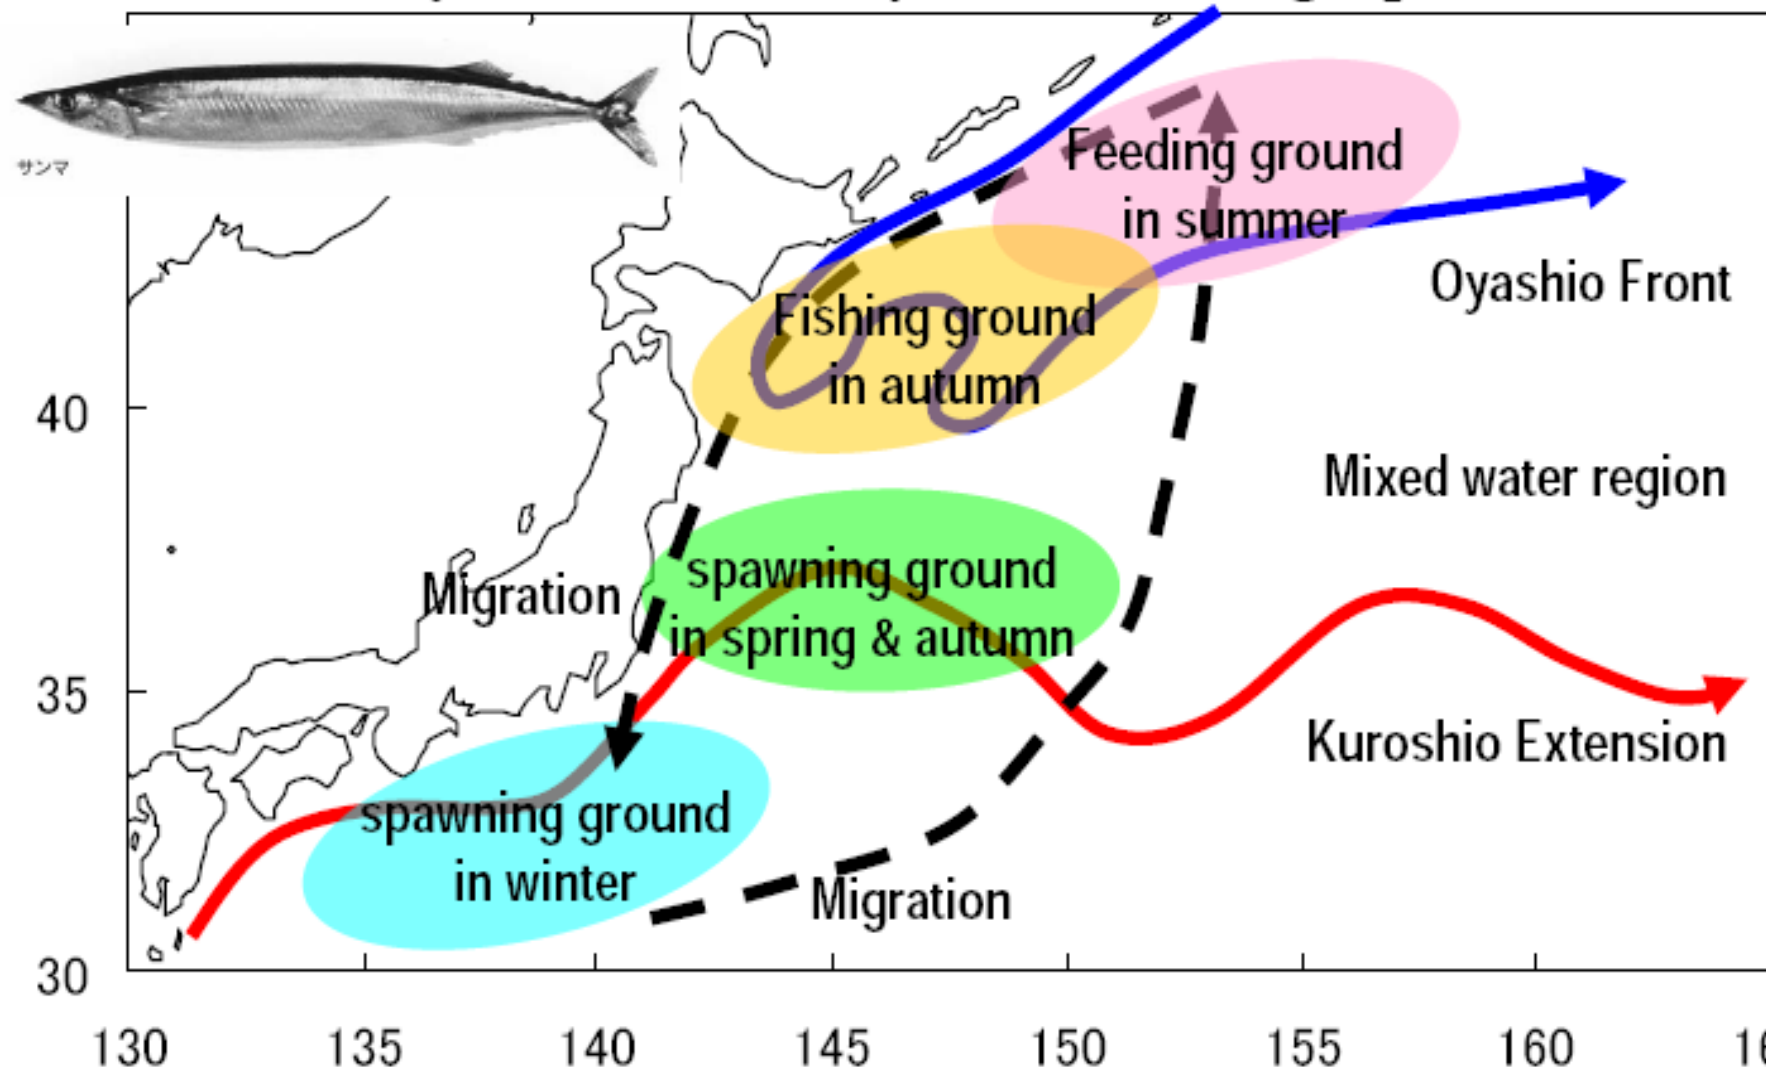 サンマ
Feeding ground
in summer
Oyashio Front
Fishing ground
in autumn
40
Mixed water region
spawning ground
in spring & autumn
Migration
35
Kuroshio Extension
spawning ground
in winter
Migration
30
130
135
140
145
150
155
160